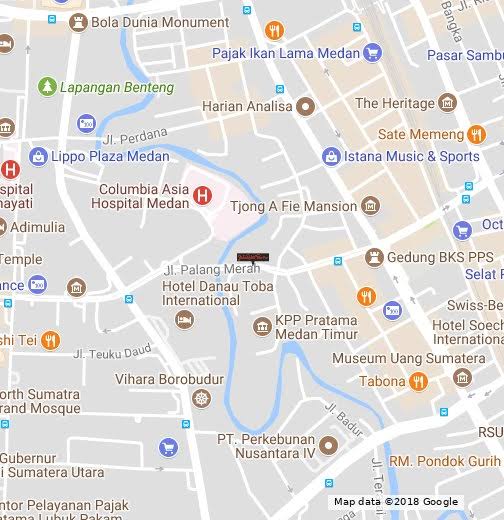 Bola Dunia Monument
Bangka
Pajak Ikan Lama Medan
Pasar Sambu
Lapangan Benteng
Harian Analisa
The Heritage
Jl. Perdana
Sate Memeng
Lippo Plaza Medan
Istana Music & Sports
spital
nayati
Columbia Asia
Hospital Medan
Tjong A Fie Mansion
Adimulia
Oct
Temple
Gedung BKS PPS
Jl. Palang Merah
Selat P
ance
Hotel Danau Toba
International
Swiss-Be
KPP Pratama
Medan Timur
Hotel Soec
Internationa
shi Tei
Jl. Teuku Daud
Museum Uang Sumatera
Vihara Borobudur
Tabona
orth Sumatra
rand Mosque
Jl. Badur
RSU
PT. Perkebunan
Nusantara IV
Gubernur
i Sumatera Utara
RM. Pondok Gurih
ntor Pelayanan Pajak
atama Lubuk Pakam
Map data ©2018 Google